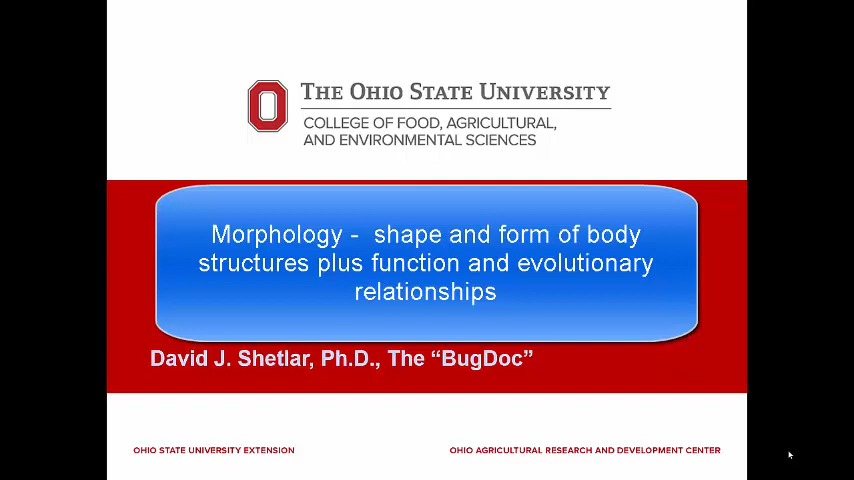 THE OHIO STATE UNIVERSITY
COLLEGE OF FOOD, AGRICULTURAL,
AND ENVIRONMENTAL SCIENCES
Morphology - shape and form of body
structures plus function and evolutionary
relationships
David J. Shetlar, Ph.D., The “BugDoc”
OHIO STATE UNIVERSITY EXTENSION
OHIO AGRICULTURAL RESEARCH AND DEVELOPMENT CENTER